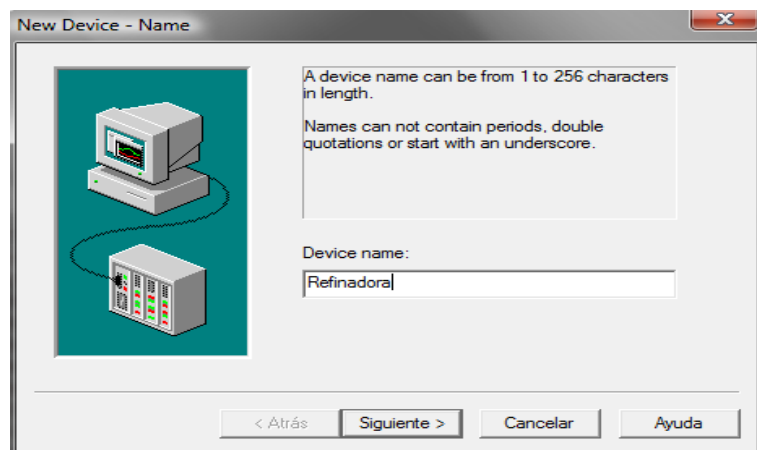 New Device - Name
A device name can be from 1 to 256 characters
in length.
Names can not contain periods, double
quotations or start with an underscore.
Device name:
Refinadora
< Atrás
Siguiente >
Cancelar
Ayuda